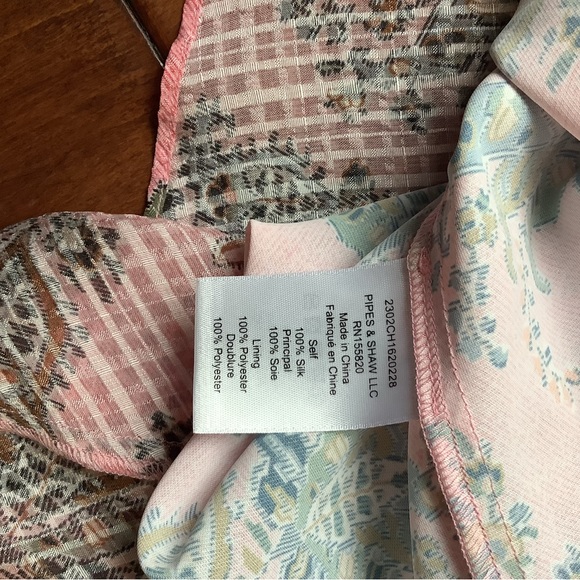 2302CH1620228
PIPES & SHAW LLC
RN155820
Made in China
Fabriqué en Chine
Self
100% Silk
Principal
100% Soie
Lining
100% Polyester
Doublure
100% Polyester